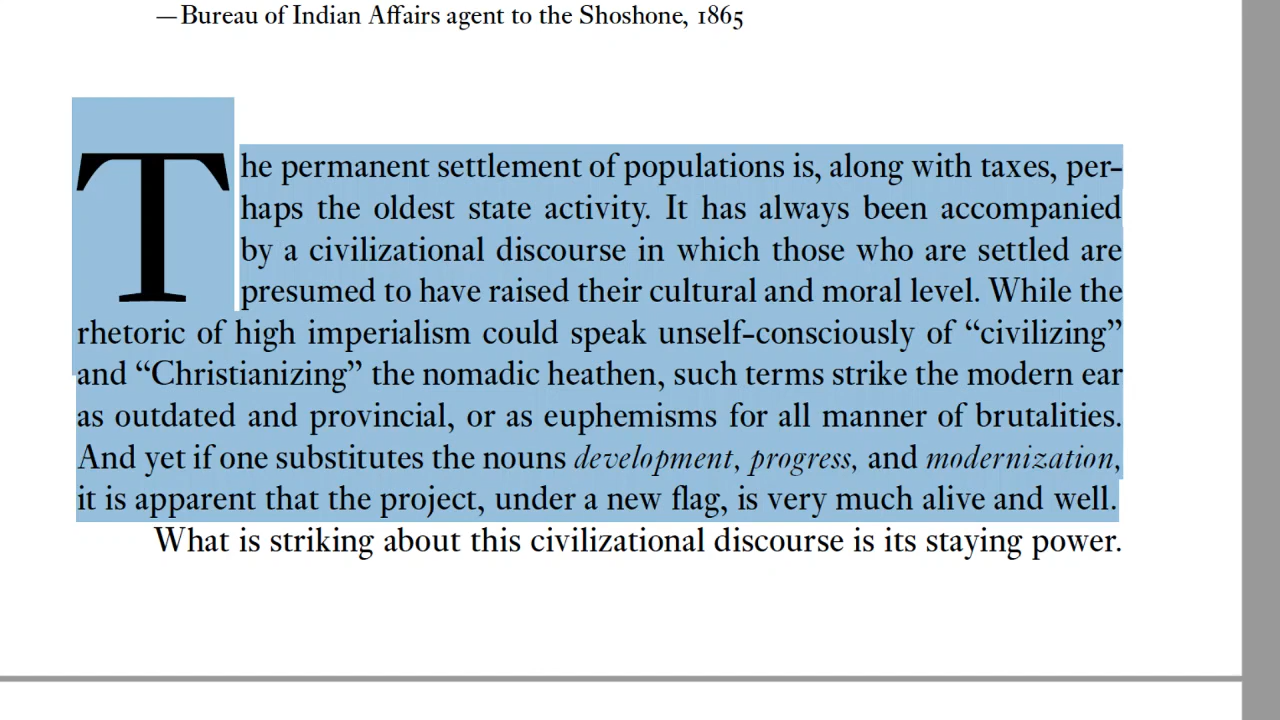 —Bureau of Indian Affairs agent to the Shoshone, 1865
The permanent settlement of populations is, along with taxes, per-
haps the oldest state activity. It has always been accompanied
by a civilizational discourse in which those who are settled are
presumed to have raised their cultural and moral level. While the
rhetoric of high imperialism could speak unself-consciously of “civilizing”
and “Christianizing” the nomadic heathen, such terms strike the modern ear
as outdated and provincial, or as euphemisms for all manner of brutalities.
And yet if one substitutes the nouns development, progress, and modernization,
it is apparent that the project, under a new flag, is very much alive and well.
What is striking about this civilizational discourse is its staying power.